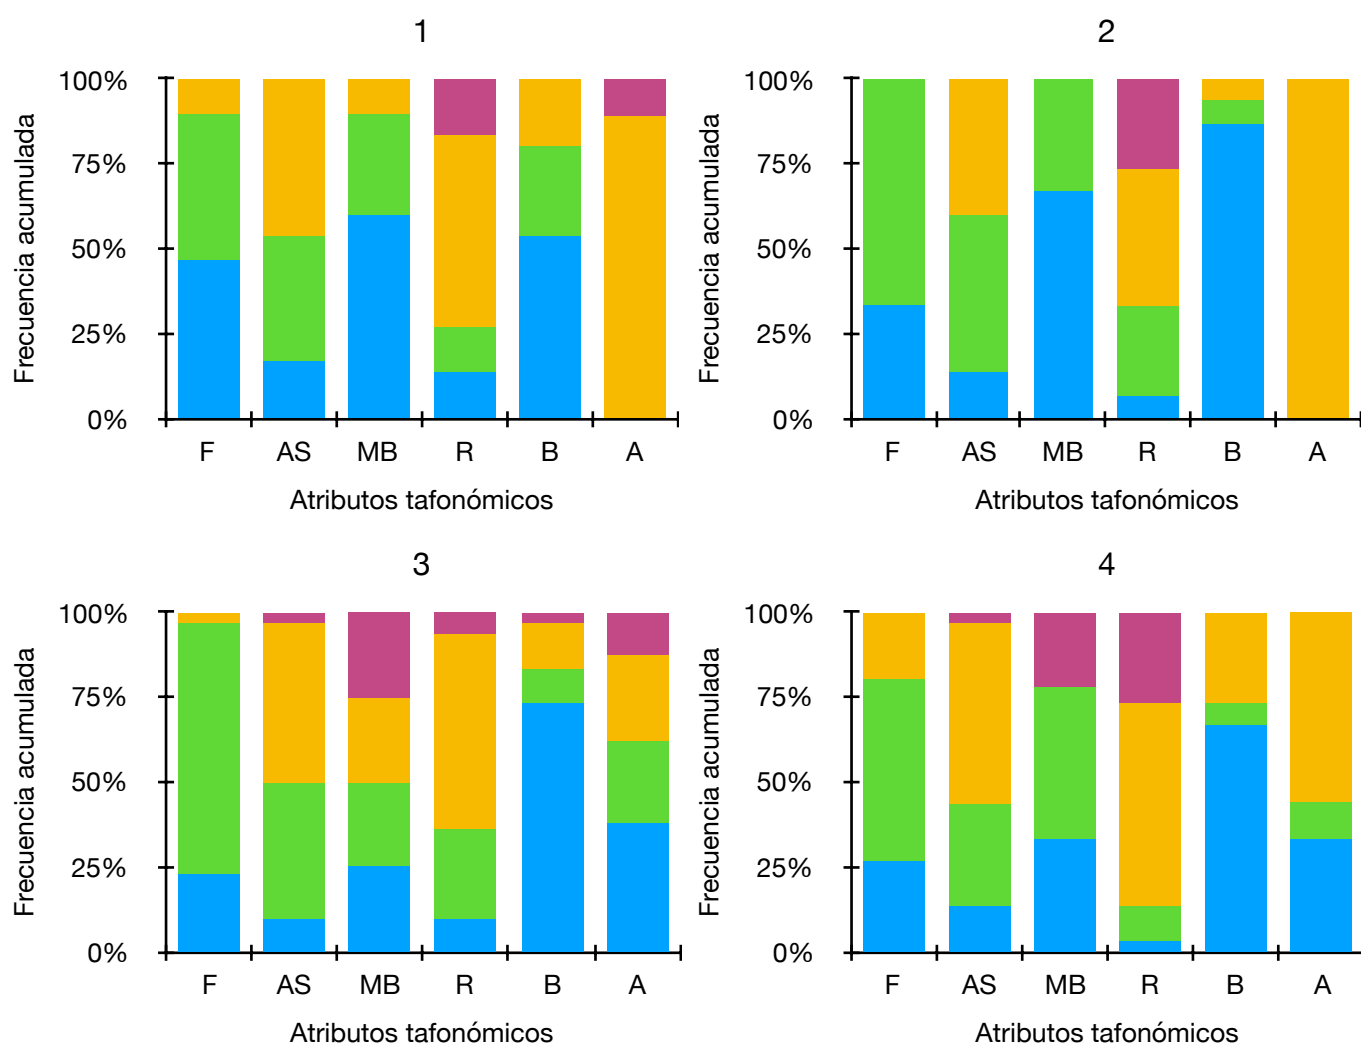 1
Frecuencia acumulada
100%
75%
50%
25%
0%
F AS MB R B A
Atributos tafonómicos
2
Frecuencia acumulada
100%
75%
50%
25%
0%
F AS MB R B A
Atributos tafonómicos
3
Frecuencia acumulada
100%
75%
50%
25%
0%
F AS MB R B A
Atributos tafonómicos
4
Frecuencia acumulada
100%
75%
50%
25%
0%
F AS MB R B A
Atributos tafonómicos